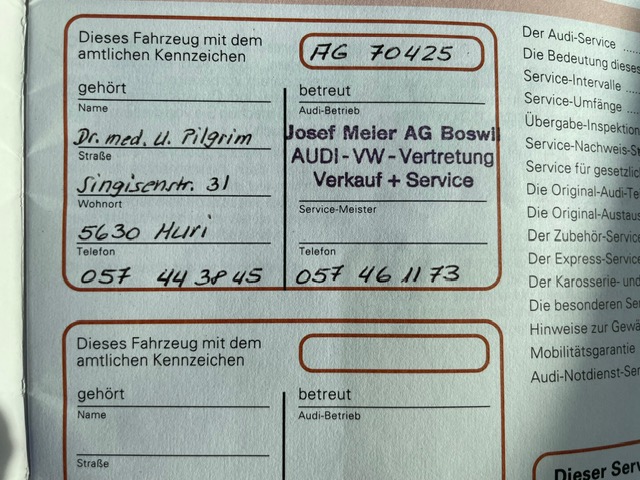 Dieses Fahrzeug mit dem
amtlichen Kennzeichen
AG 70425
gehört
Name
Dr. med. U. Pilgrim
Straße
Singisenstr. 31
Wohnort
5630 Muri
Telefon
057 44 38 45
betreut
Audi-Betrieb
Josef Meier AG Boswil
AUDI-VW-Vertretung
Verkauf + Service
Service-Meister
Telefon
057 46 11 73
Dieses Fahrzeug mit dem
amtlichen Kennzeichen
gehört
Name
Straße
betreut
Audi-Betrieb
Der Audi-Service ....
Die Bedeutung dieses
Service-Intervalle
Service-Umfänge ....
Übergabe-Inspektion
Service-Nachweis-St
Service für gesetzlic
Die Original-Audi-Te
Die Original-Austaus
Der Zubehör-Service
Der Express-Service
Der Karosserie- und
Die besonderen Ser
Hinweise zur Gewä
Mobilitätsgarantie
Audi-Notdienst-Ser
Dieser Serv